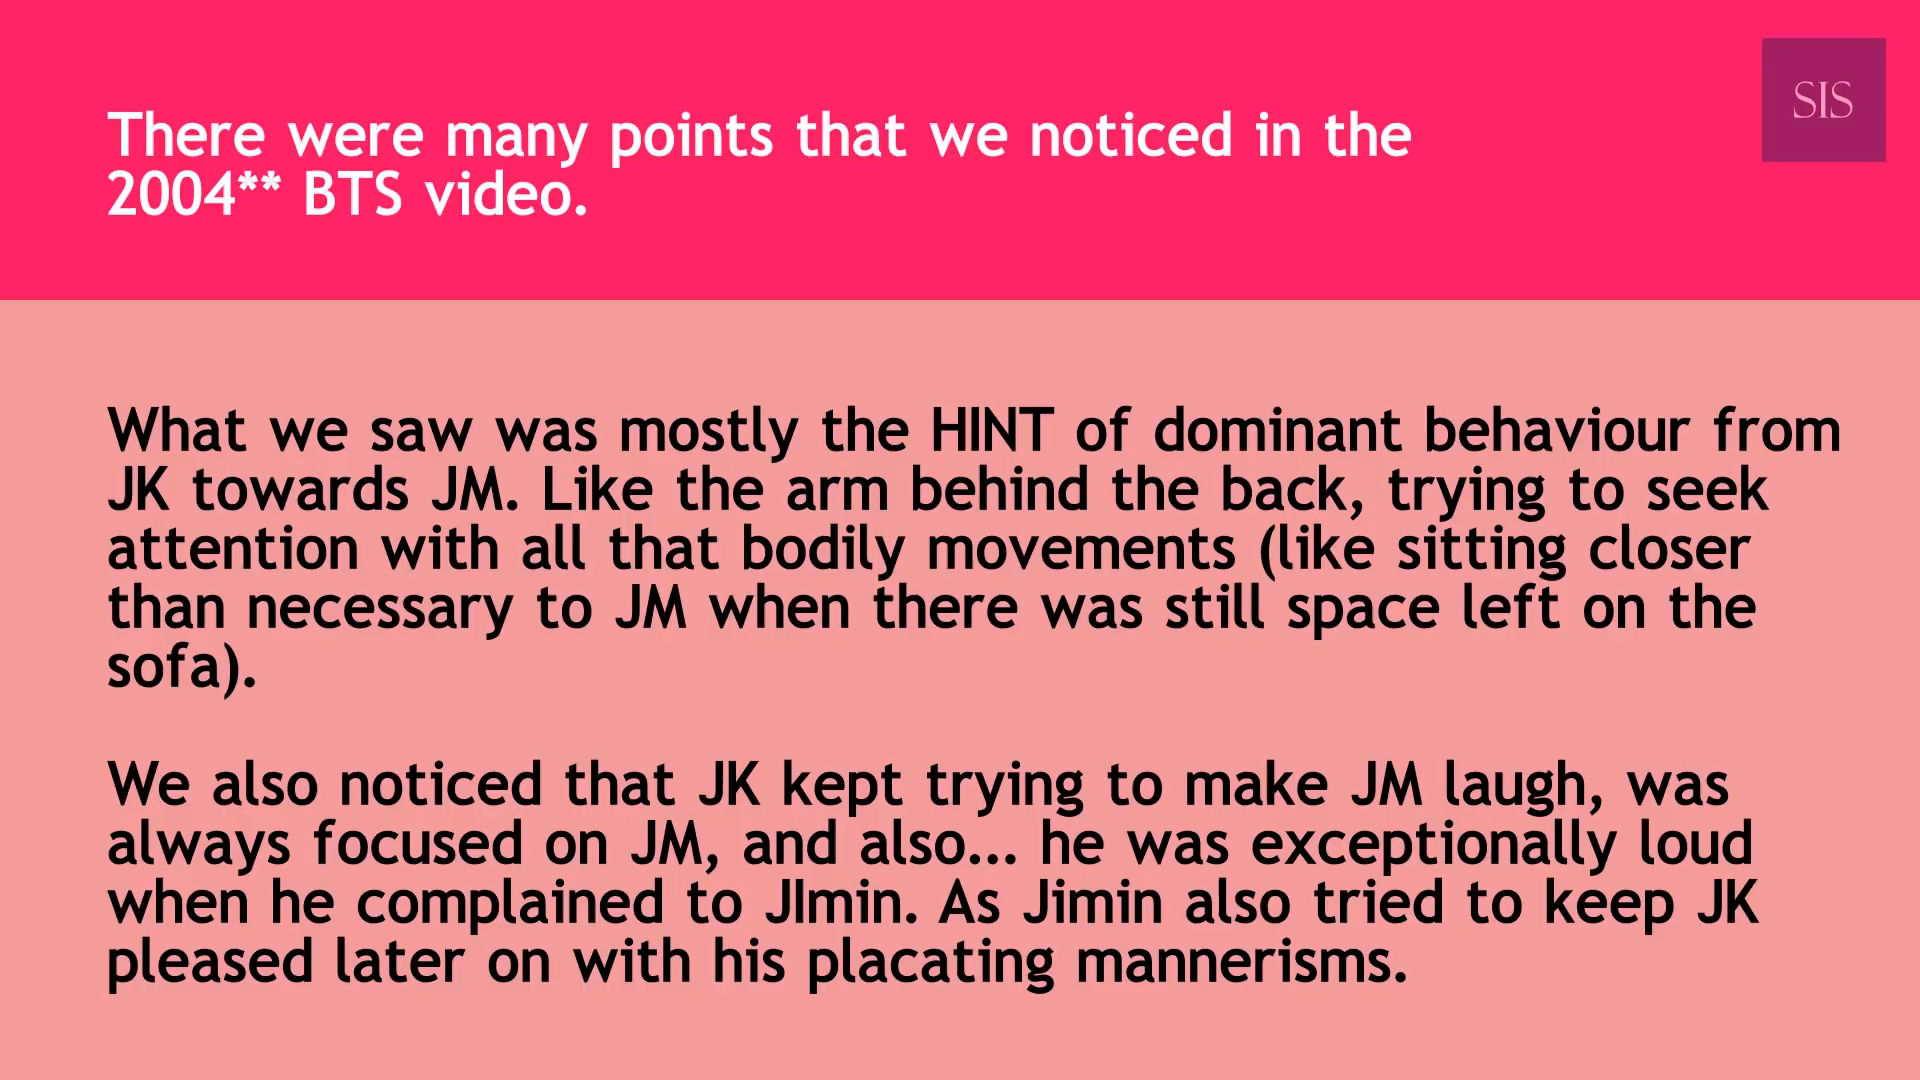 There were many points that we noticed in the
2004** BTS video.
SIS
What we saw was mostly the HINT of dominant behaviour from
JK towards JM. Like the arm behind the back, trying to seek
attention with all that bodily movements (like sitting closer
than necessary to JM when there was still space left on the
sofa).
We also noticed that JK kept trying to make JM laugh, was
always focused on JM, and also... he was exceptionally loud
when he complained to JImin. As Jimin also tried to keep JK
pleased later on with his placating mannerisms.